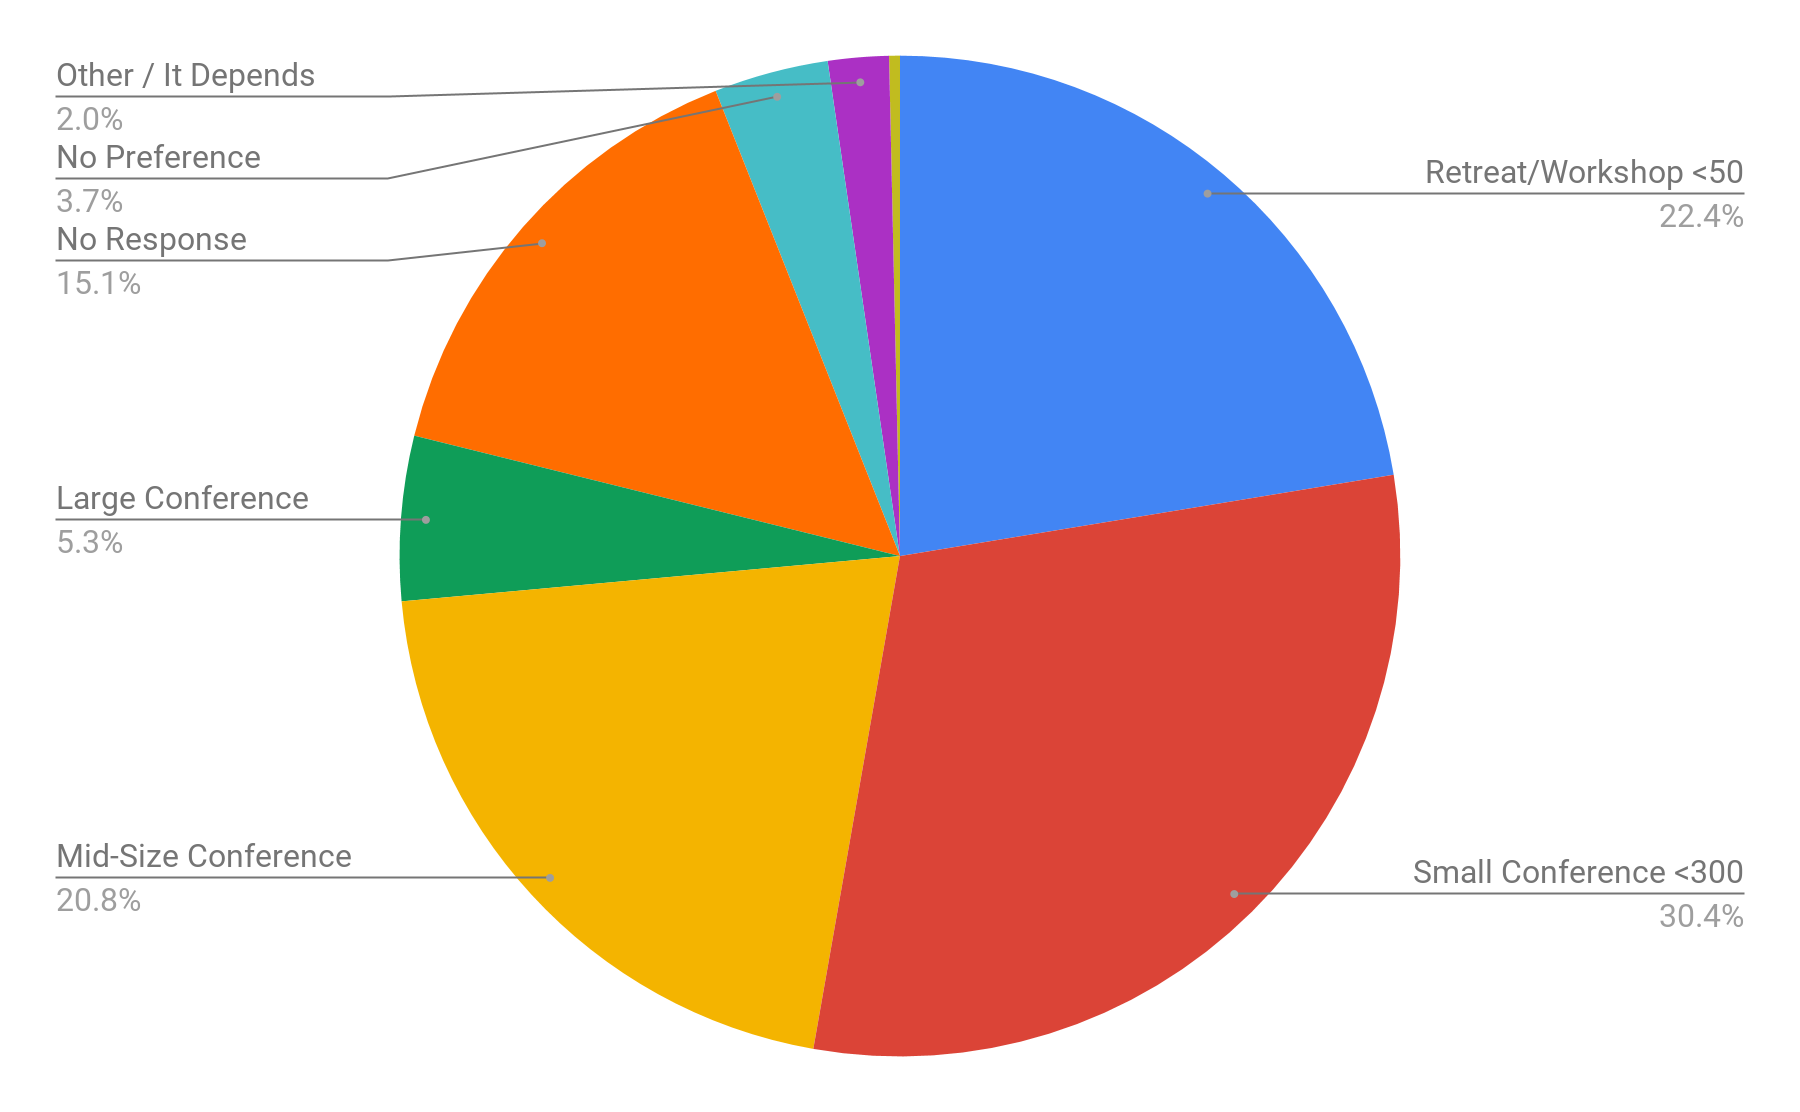 Other / It Depends
2.0%
No Preference
3.7%
No Response
15.1%
Large Conference
5.3%
Mid-Size Conference
20.8%
Retreat/Workshop <50
22.4%
Small Conference <300
30.4%